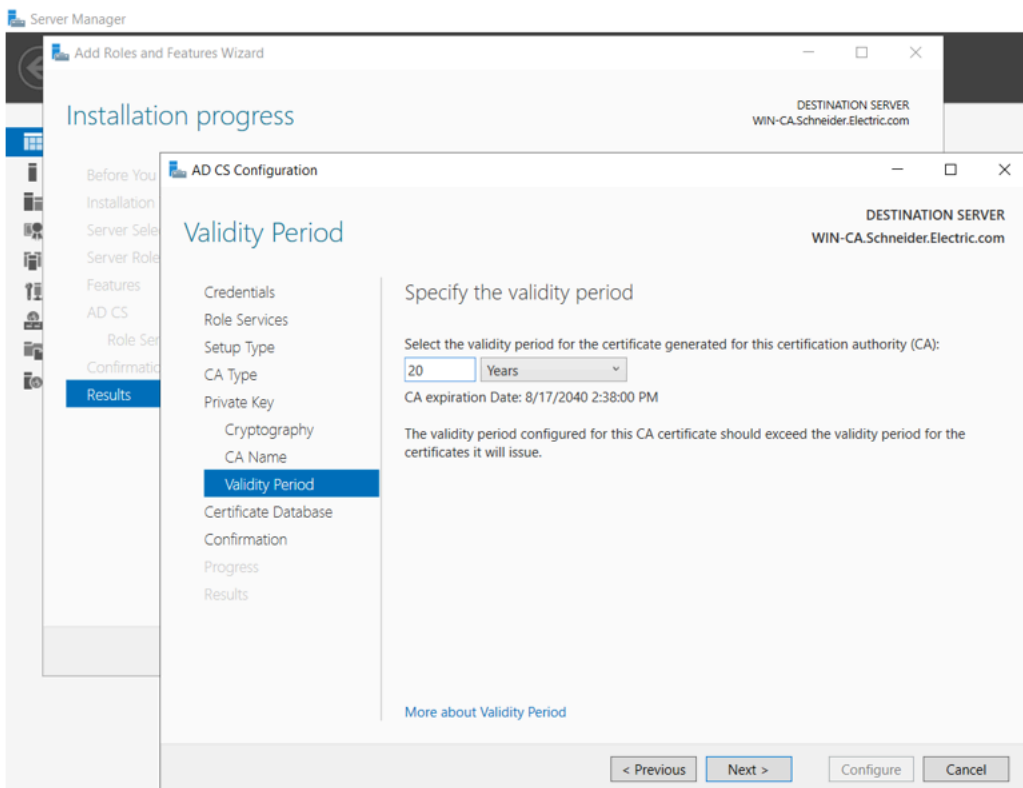 Server Manager
Add Roles and Features Wizard
Installation progress
DESTINATION SERVER
WIN-CA.Schneider.Electric.com
Before You
Installation
Server Sele
Server Role
Features
AD CS
Role Ser
Confirmatio
Results
AD CS Configuration
Validity Period
DESTINATION SERVER
WIN-CA.Schneider.Electric.com
Credentials
Role Services
Setup Type
CA Type
Private Key
Cryptography
CA Name
Validity Period
Certificate Database
Confirmation
Progress
Results
Specify the validity period
Select the validity period for the certificate generated for this certification authority (CA):
20 Years
CA expiration Date: 8/17/2040 2:38:00 PM
The validity period configured for this CA certificate should exceed the validity period for the
certificates it will issue.
More about Validity Period
< Previous Next > Configure Cancel